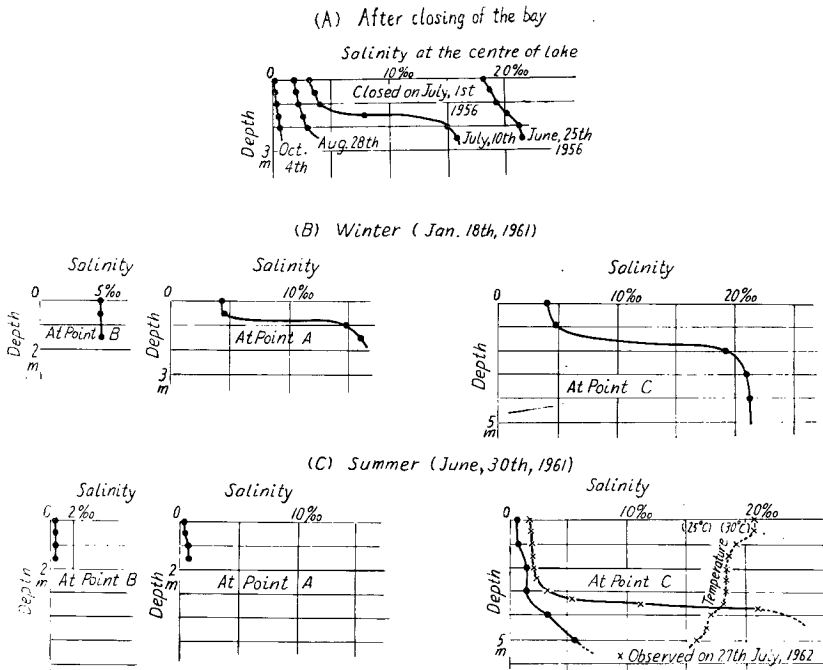 (A) After closing of the bay
Salinity at the centre of lake
0 10‰ 20‰
Closed on July, 1st
1956
Depth
3
m
Oct.
4th
Aug. 28th
July, 10th
June, 25th
1956
(B) Winter (Jan. 18th, 1961)
Salinity
0 5‰
Depth
At Point B
2
m
Salinity
0 10‰
Depth
At Point A
3
m
Salinity
0 10‰ 20‰
Depth
At Point C
5
m
(C) Summer (June, 30th, 1961)
Salinity
0 2‰
Depth
2
m
At Point B
Salinity
0 10‰
Depth
2
m
At Point A
Salinity
0 10‰ 20‰
(25°C) (30°C)
Temperature
Depth
At Point C
5
m
× Observed on 27th July, 1962